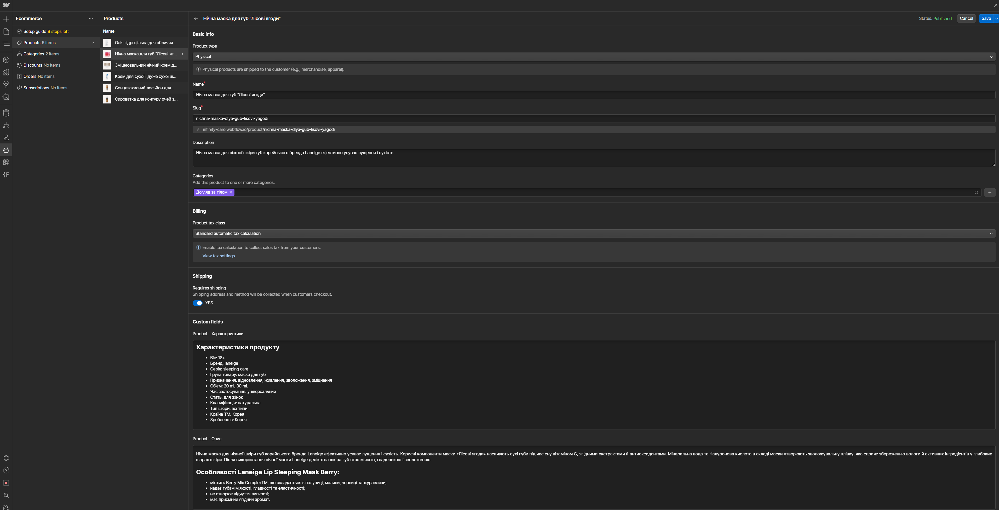 Ecommerce
Setup guide 8 steps left
Products 6 items
Categories 2 items
Discounts No items
Orders No items
Subscriptions No items
Products
Name
Олія гідрофільна для обличчя ...
Нічна маска для губ "Лісові яг...
Зміцнювальний нічний крем д...
Крем для сухої і дуже сухої ш...
Сонцезахисний лосьйон для ...
Сироватка для контуру очей з...
Нічна маска для губ "Лісові ягоди"
Status: Published
Cancel
Save
Basic info
Product type
Physical
Physical products are shipped to the customer (e.g., merchandise, apparel).
Name*
Нічна маска для губ "Лісові ягоди"
Slug*
nichna-maska-dlya-gub-lisovi-yagodi
infinity-care.webflow.io/product/nichna-maska-dlya-gub-lisovi-yagodi
Description
Нічна маска для ніжної шкіри губ корейського бренда Laneige ефективно усуває лущення і сухість.
Categories
Add this product to one or more categories.
Догляд за тілом
Billing
Product tax class
Standard automatic tax calculation
Enable tax calculation to collect sales tax from your customers.
View tax settings
Shipping
Requires shipping
Shipping address and method will be collected when customers checkout.
YES
Custom fields
Product - Характеристики
Характеристики продукту
• Вік: 18+
• Бренд: laneige
• Серія: sleeping care
• Група товару: маска для губ
• Призначення: відновлення, живлення, зволоження, зміцнення
• Об'єм: 20 ml, 30 ml.
• Час застосування: універсальний
• Стать: для жінок
• Класифікація: натуральна
• Тип шкіри: всі типи
• Країна ТМ: Корея
• Зроблено в: Корея
Product - Опис
Нічна маска для ніжної шкіри губ корейського бренда Laneige ефективно усуває лущення і сухість. Корисні компоненти маски «Лісові ягоди» насичують сухі губи під час сну вітаміном С, ягідними екстрактами й антиоксидантами. Мінеральна вода та гіалуронова кислота в складі маски утворюють зволожувальну плівку, яка сприяє збереженню вологи й активних інгредієнтів у глибоких
шарах шкіри. Після використання нічної маски Laneige делікатна шкіра губ стає м'якою, гладенькою і зволоженою.
Особливості Laneige Lip Sleeping Mask Berry:
• містить Berry Mix ComplexTM, що складається з полуниці, малини, чорниці та журавлини;
• надає губам м'якості, гладкості та еластичності;
• не створює відчуття липкості;
• має приємний ягідний аромат.